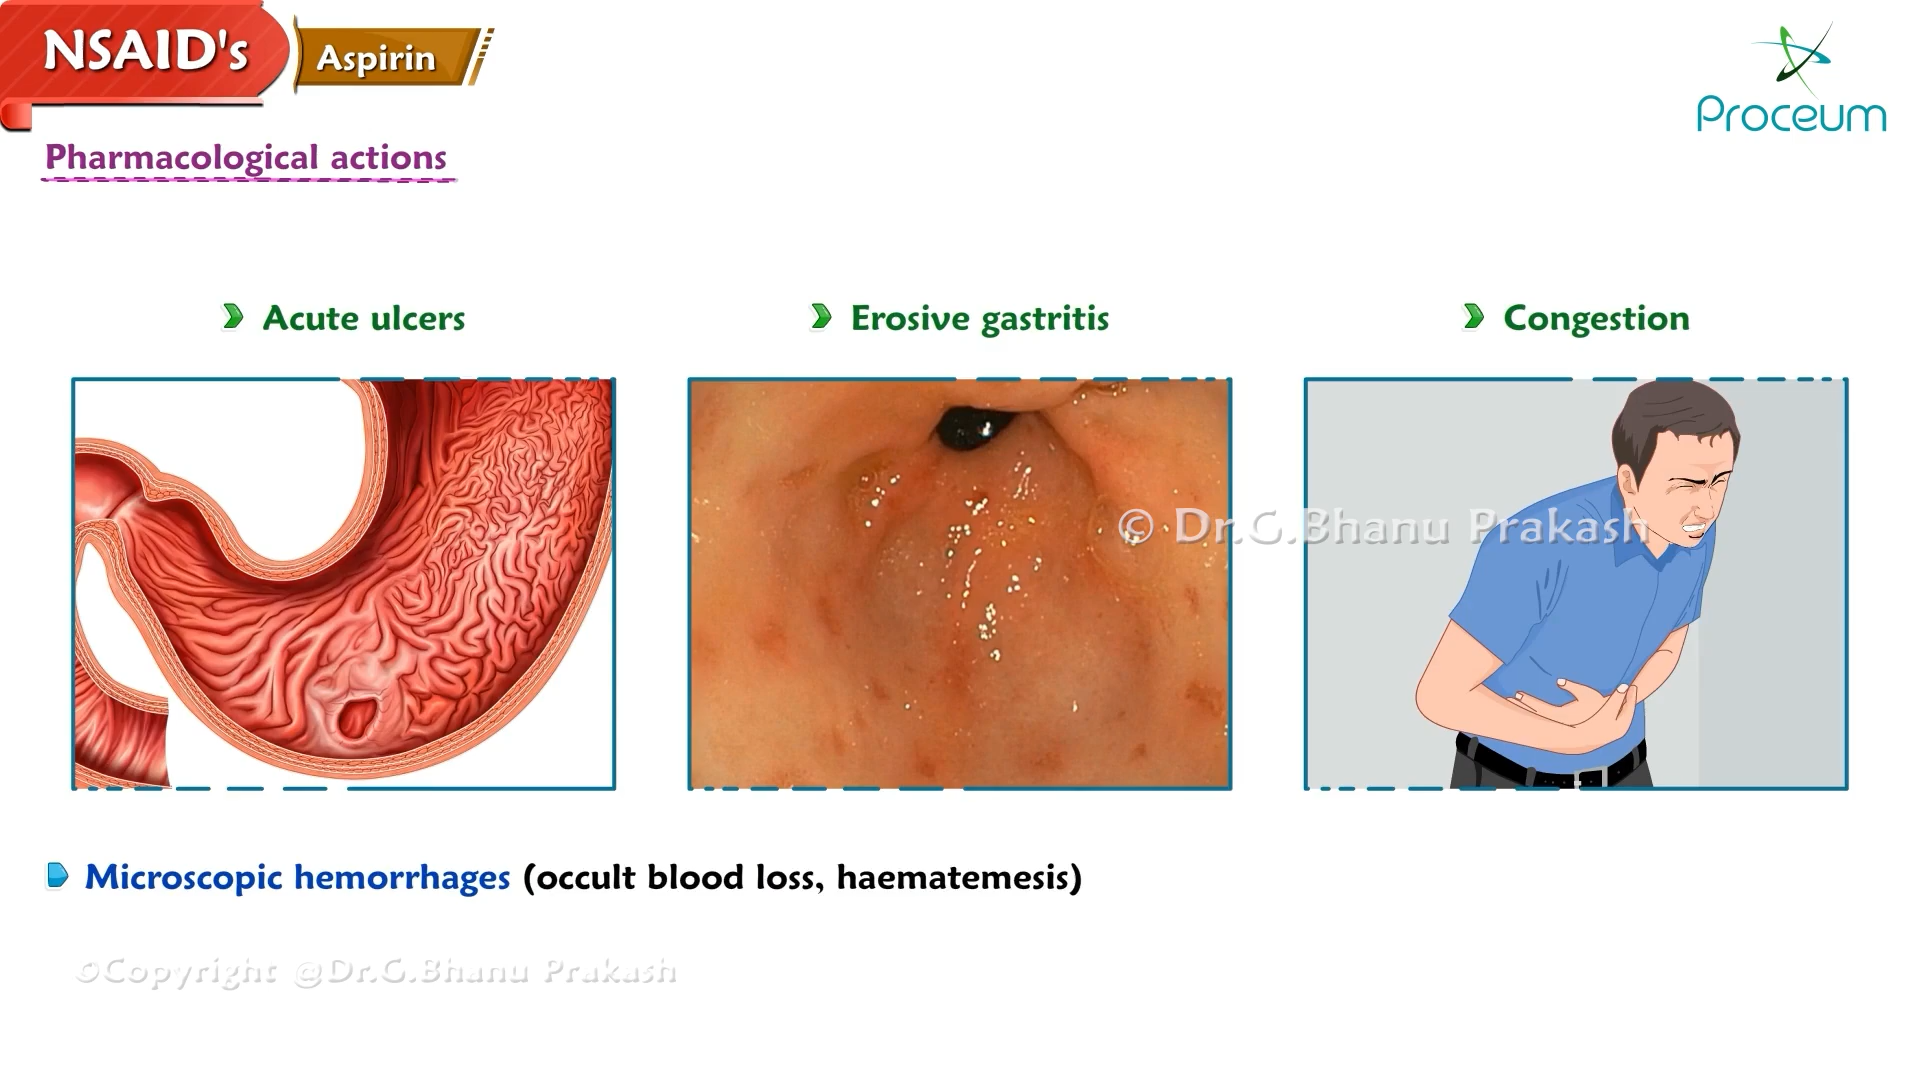 NSAID's
Aspirin
Proceum
Pharmacological actions
Acute ulcers
Erosive gastritis
Congestion
© Dr.G.Bhanu Prakash
Microscopic hemorrhages (occult blood loss, haematemesis)
©Copyright @Dr.G.Bhanu Prakash